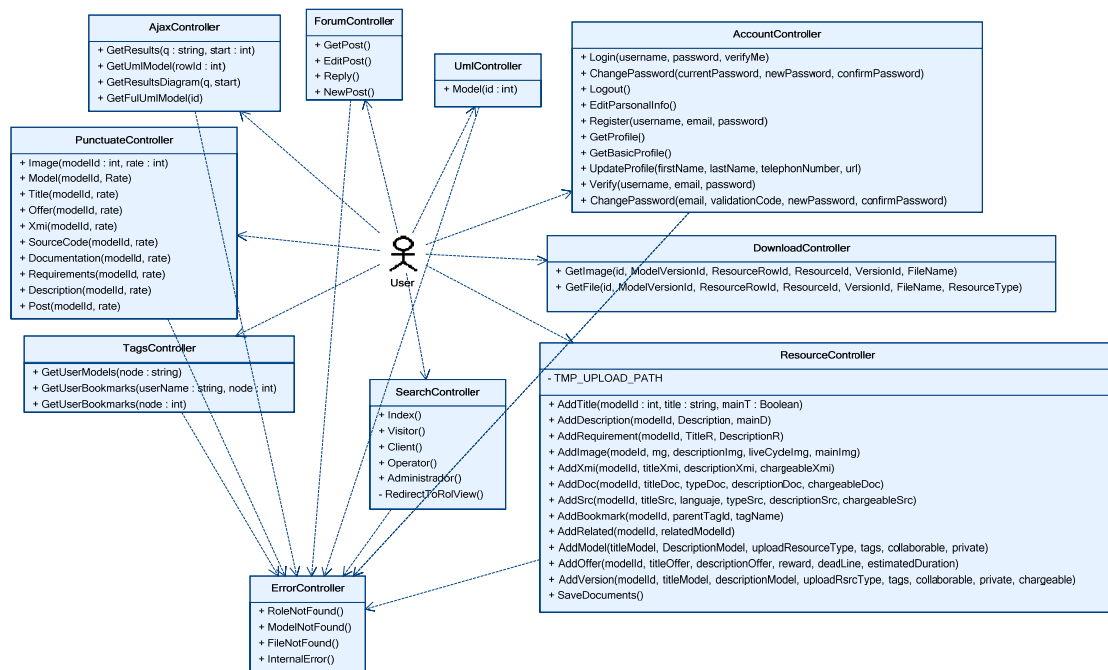 AjaxController
+ GetResults(q : string, start : int)
+ GetUmlModel(rowId : int)
+ GetResultsDiagram(q, start)
+ GetFulUmlModel(id)
ForumController
+ GetPost()
+ EditPost()
+ Reply()
+ NewPost()
UmlController
+ Model(id : int)
AccountController
+ Login(username, password, verifyMe)
+ ChangePassword(currentPassword, newPassword, confirmPassword)
+ Logout()
+ EditParsonalInfo()
+ Register(username, email, password)
+ GetProfile()
+ GetBasicProfile()
+ UpdateProfile(firstName, lastName, telephonNumber, url)
+ Verify(username, email, password)
+ ChangePassword(email, validationCode, newPassword, confirmPassword)
PunctuateController
+ Image(modelId : int, rate : int)
+ Model(modelId, Rate)
+ Title(modelId, rate)
+ Offer(modelId, rate)
+ Xmi(modelId, rate)
+ SourceCode(modelId, rate)
+ Documentation(modelId, rate)
+ Requirements(modelId, rate)
+ Description(modelId, rate)
+ Post(modelId, rate)
User
DownloadController
+ GetImage(id, ModelVersionId, ResourceRowId, ResourceId, VersionId, FileName)
+ GetFile(id, ModelVersionId, ResourceRowId, ResourceId, VersionId, FileName, ResourceType)
TagsController
+ GetUserModels(node : string)
+ GetUserBookmarks(userName : string, node : int)
+ GetUserBookmarks(node : int)
SearchController
+ Index()
+ Visitor()
+ Client()
+ Operator()
+ Administrador()
- RedirectToRolView()
ResourceController
- TMP_UPLOAD_PATH
+ AddTitle(modelId : int, title : string, mainT : Boolean)
+ AddDescription(modelId, Description, mainD)
+ AddRequirement(modelId, TitleR, DescriptionR)
+ AddImage(modeId, mg, descriptionImg, liveCydeImg, mainImg)
+ AddXmi(modelId, titleXmi, descriptionXmi, chargeableXmi)
+ AddDoc(modelId, titleDoc, typeDoc, descriptionDoc, chargeableDoc)
+ AddSrc(modelId, titleSrc, languaje, typeSrc, descriptionSrc, chargeableSrc)
+ AddBookmark(modelId, parentTagId, tagName)
+ AddRelated(modelId, relatedModelId)
+ AddModel(titleModel, DescriptionModel, uploadResourceType, tags, collaborable, private)
+ AddOffer(modelId, titleOffer, descriptionOffer, reward, deadLine, estimatedDuration)
+ AddVersion(modelId, titleModel, descriptionModel, uploadRsrcType, tags, collaborable, private, chargeable)
+ SaveDocuments()
ErrorController
+ RoleNotFound()
+ ModelNotFound()
+ FileNotFound()
+ InternalError()